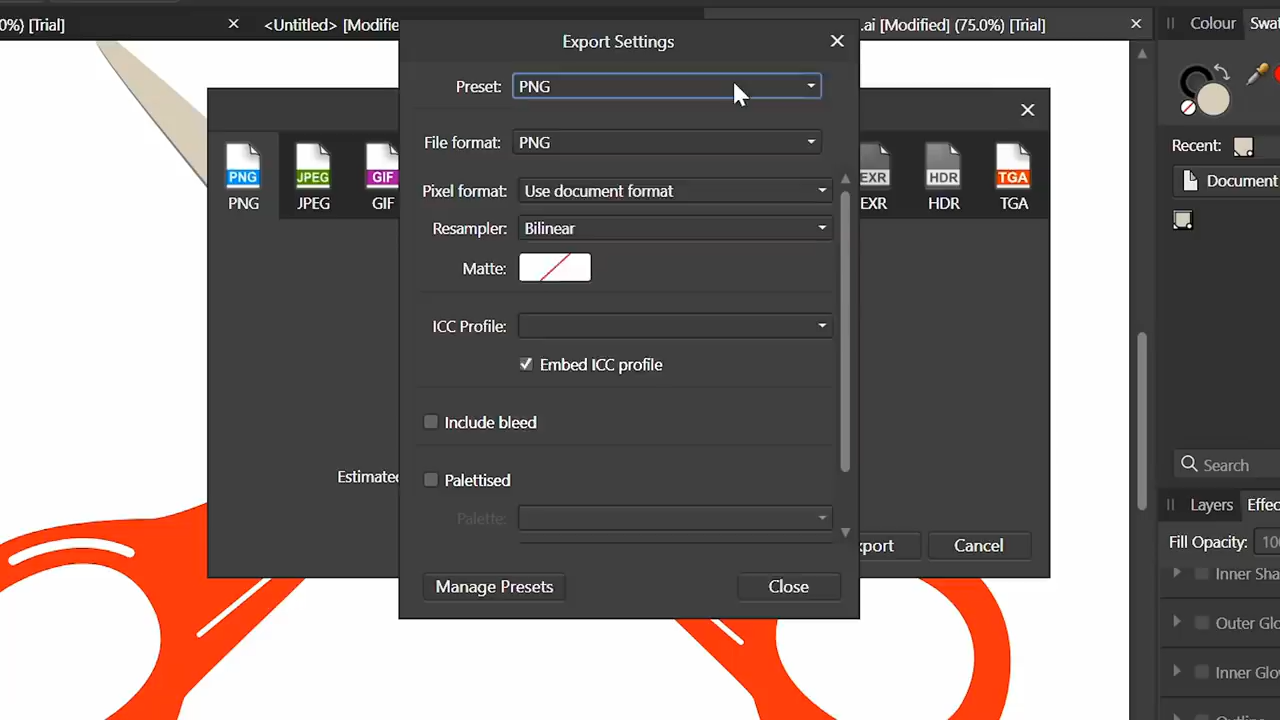 0%) [Trial]
<Untitled> [Modifie
.ai [Modified] (75.0%) [Trial]
Export Settings
Preset: PNG
File format: PNG
Pixel format: Use document format
Resampler: Bilinear
Matte:
ICC Profile:
Embed ICC profile
Include bleed
Palettised
Palette:
Manage Presets
Close
PNG
PNG
JPEG
JPEG
GIF
GIF
EXR
EXR
HDR
HDR
TGA
TGA
Estimated
xport
Cancel
Colour
Swat
Recent:
Document
Search
Layers
Effec
Fill Opacity: 100
Inner Sha
Outer Glo
Inner Glo